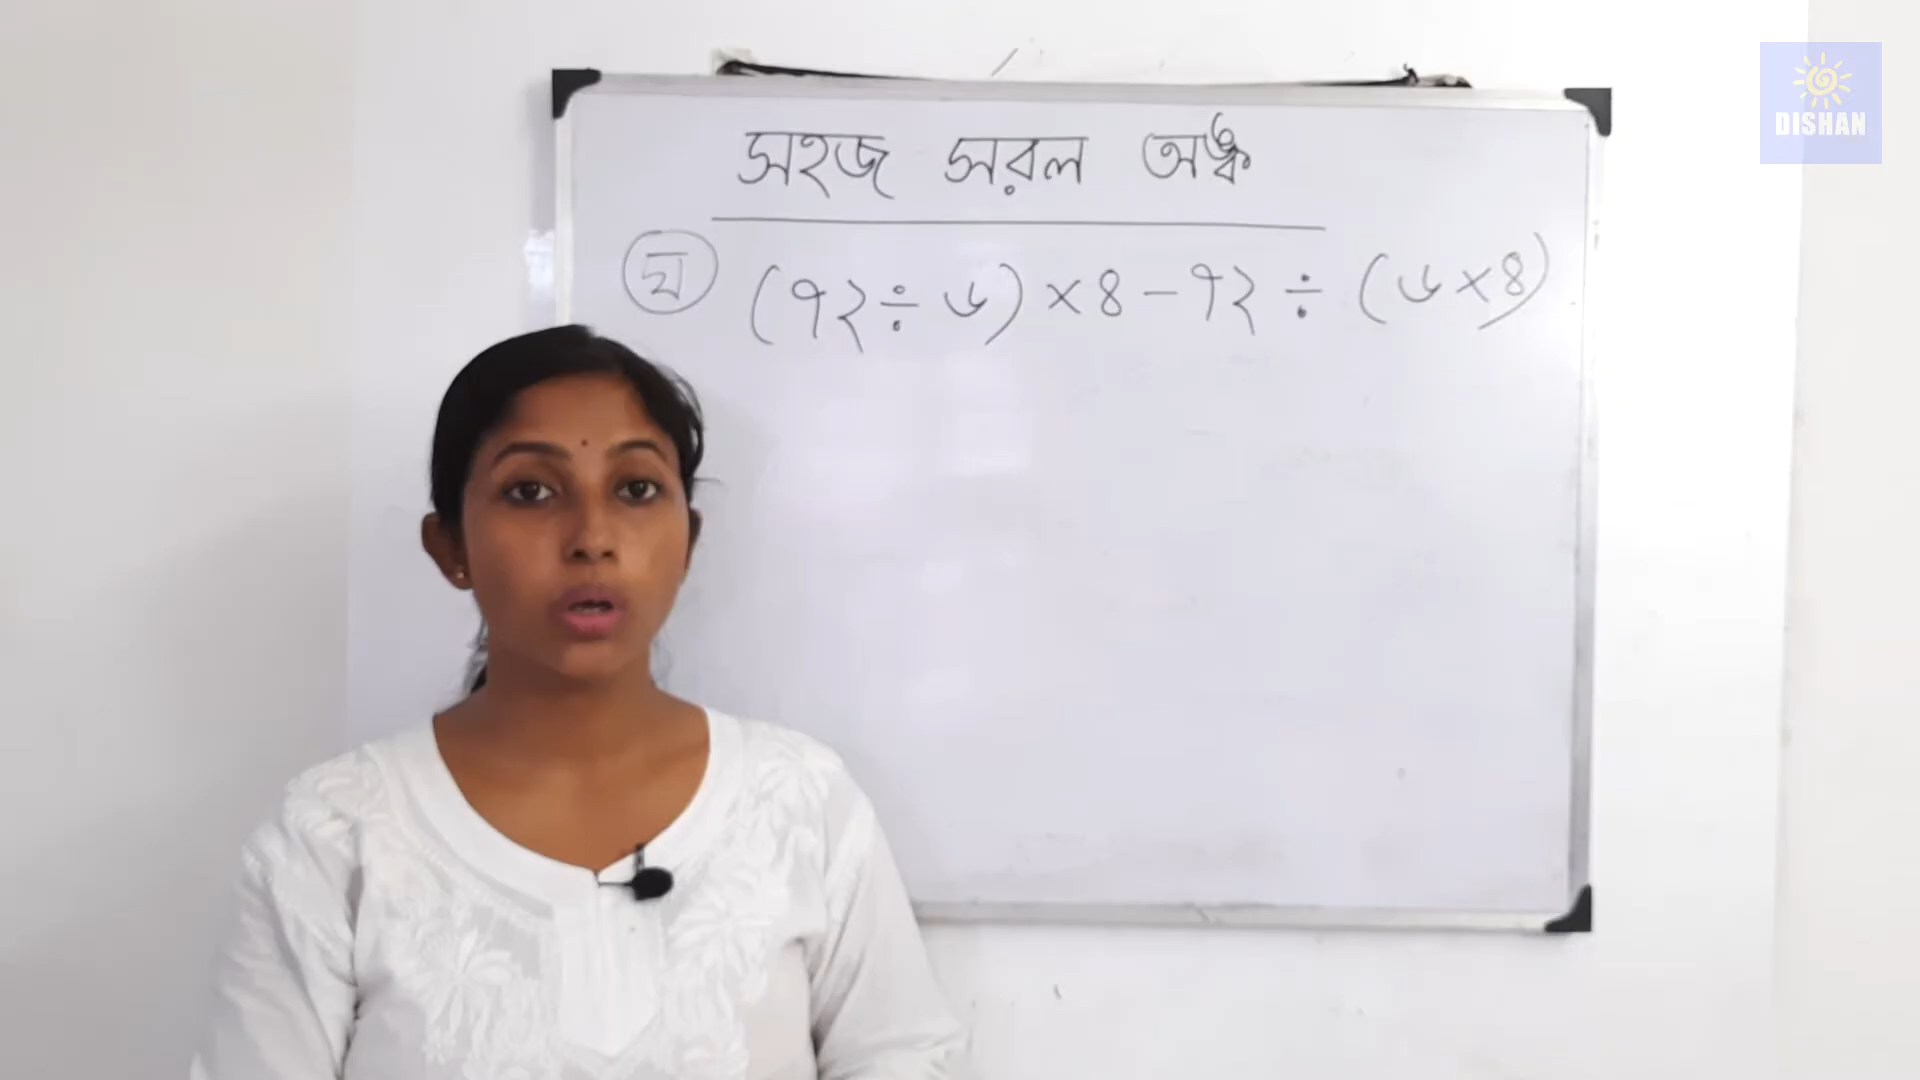 DISHAN
সহজ সরল অঙ্ক
ঘ (৭২ ÷ ৬) × ৪ – ৭২ ÷ (৬ × ৪)